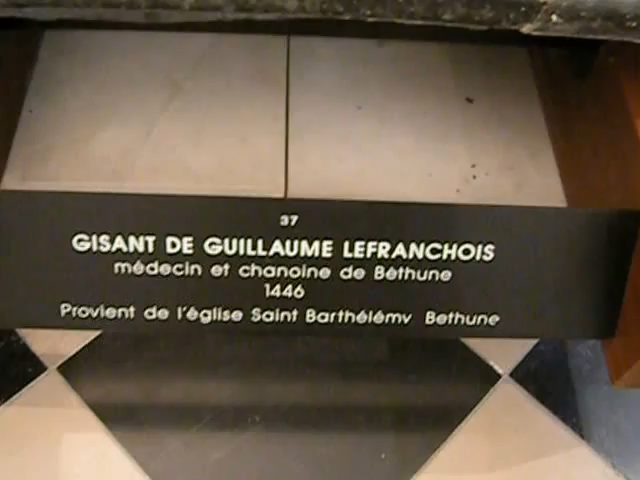 37
GISANT DE GUILLAUME LEFRANCHOIS
médecin et chanoine de Béthune
1446
Provient de l'église Saint Barthélémy Bethune